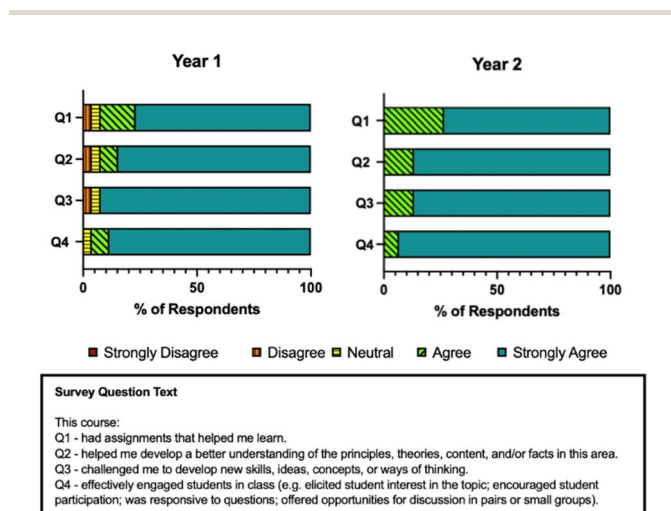 Year 1
Year 2
Q1
Q2
Q3
Q4
0
50
100
% of Respondents
Q1
Q2
Q3
Q4
0
50
100
% of Respondents
Strongly Disagree Disagree Neutral Agree Strongly Agree
Survey Question Text
This course:
Q1 - had assignments that helped me learn.
Q2 - helped me develop a better understanding of the principles, theories, content, and/or facts in this area.
Q3 - challenged me to develop new skills, ideas, concepts, or ways of thinking.
Q4 - effectively engaged students in class (e.g. elicited student interest in the topic; encouraged student
participation; was responsive to questions; offered opportunities for discussion in pairs or small groups).